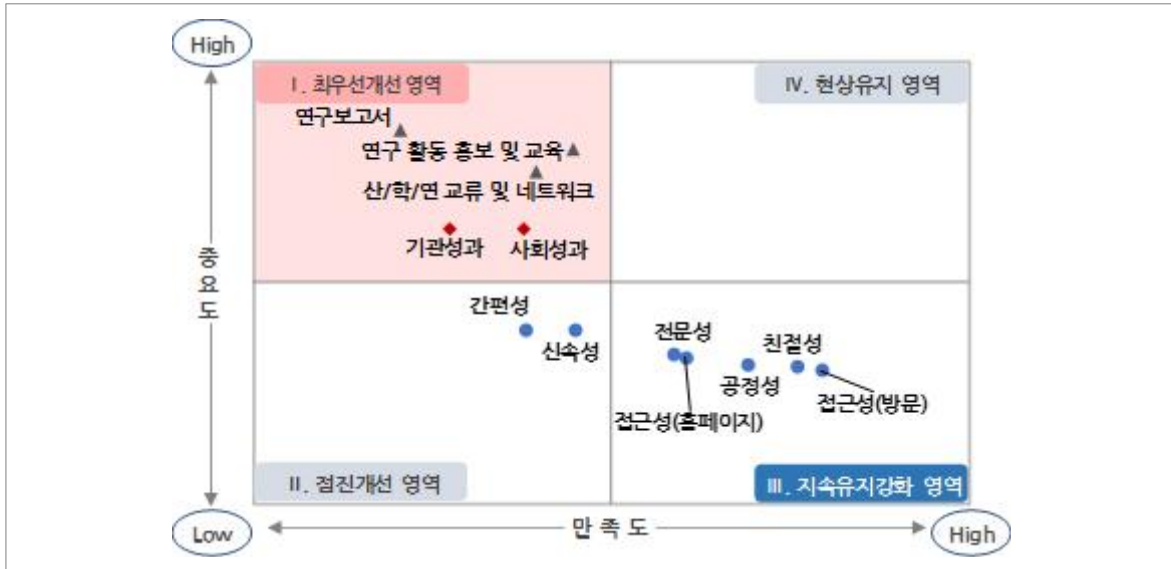 High
Ⅰ. 최우선개선 영역
Ⅳ. 현상유지 영역
연구보고서
연구 활동 홍보 및 교육
산/학/연 교류 및 네트워크
기관성과
사회성과
중요도
간편성
신속성
전문성
친절성
공정성
접근성(방문)
접근성(홈페이지)
Ⅱ. 점진개선 영역
Ⅲ. 지속유지강화 영역
Low
만족도
High